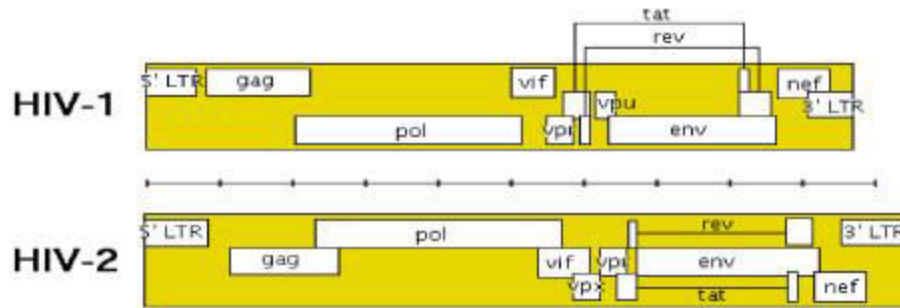 tat
rev
5' LTR gag vif nef
HIV-1 vpu 3' LTR
pol vpr env
5' LTR pol rev 3' LTR
HIV-2 gag vif vpr env
vpx tat nef